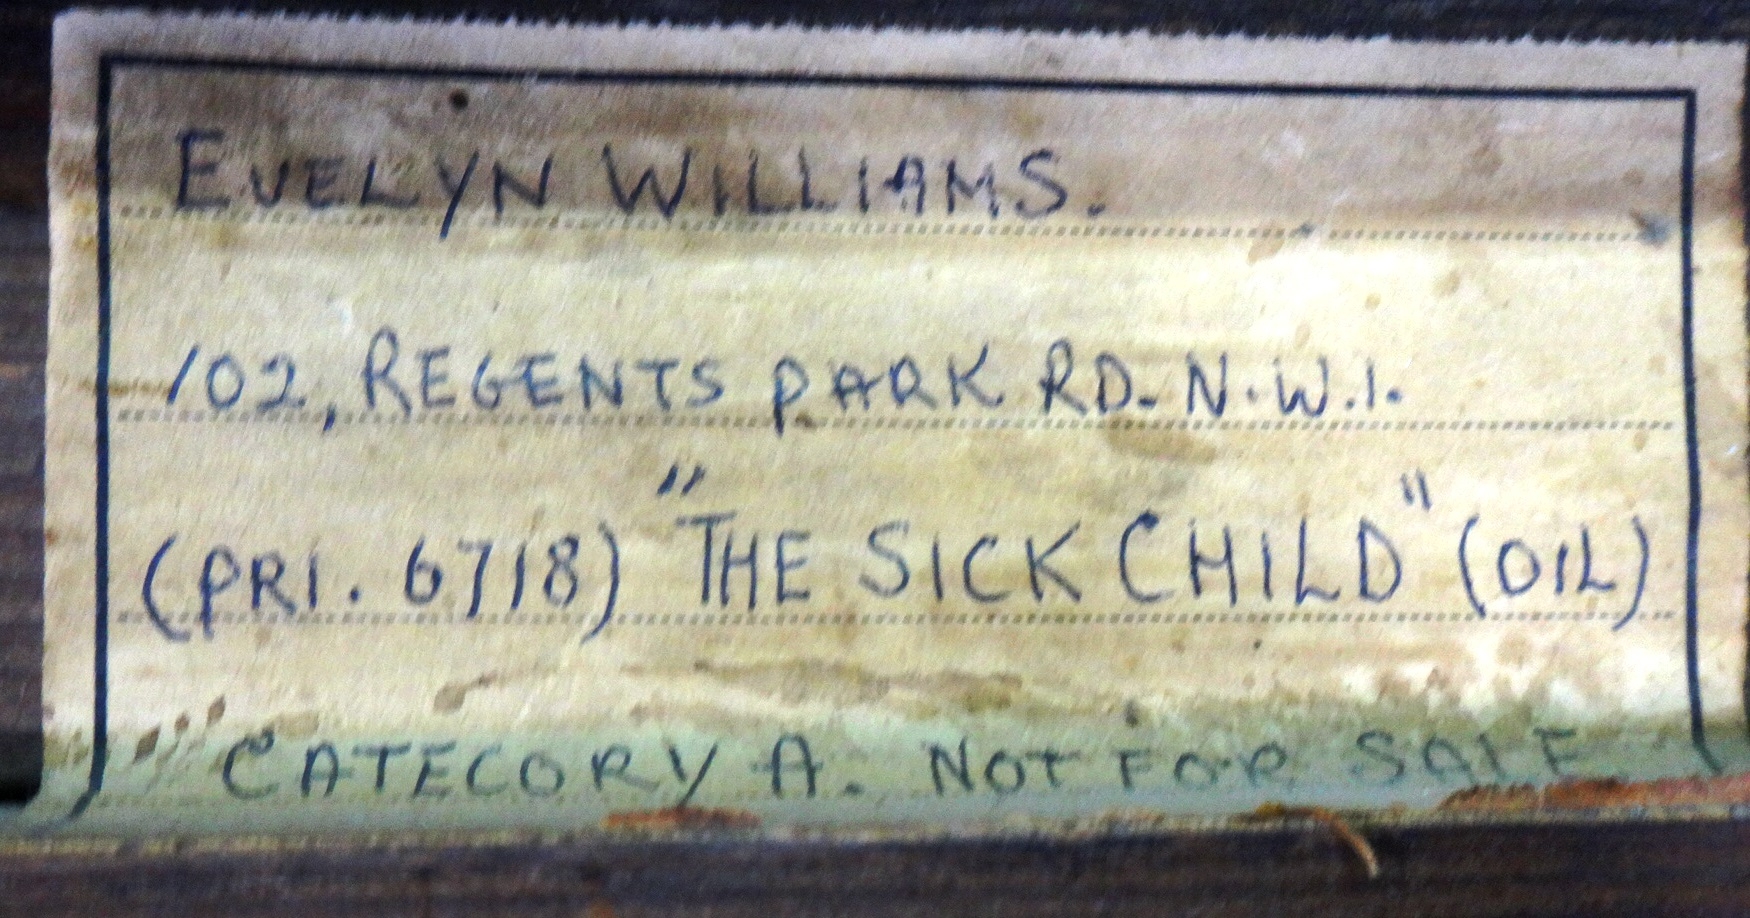 EVELYN WILLIAMS.
102, REGENTS PARK RD. N.W.1.
(PRI. 6718) "THE SICK CHILD" (OIL)
CATEGORY A. NOT FOR SALE